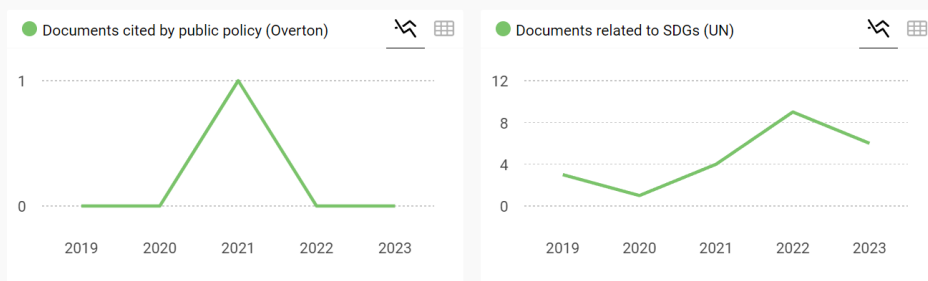 Documents cited by public policy (Overton)
1
0
2019 2020 2021 2022 2023
Documents related to SDGs (UN)
12
8
4
0
2019 2020 2021 2022 2023